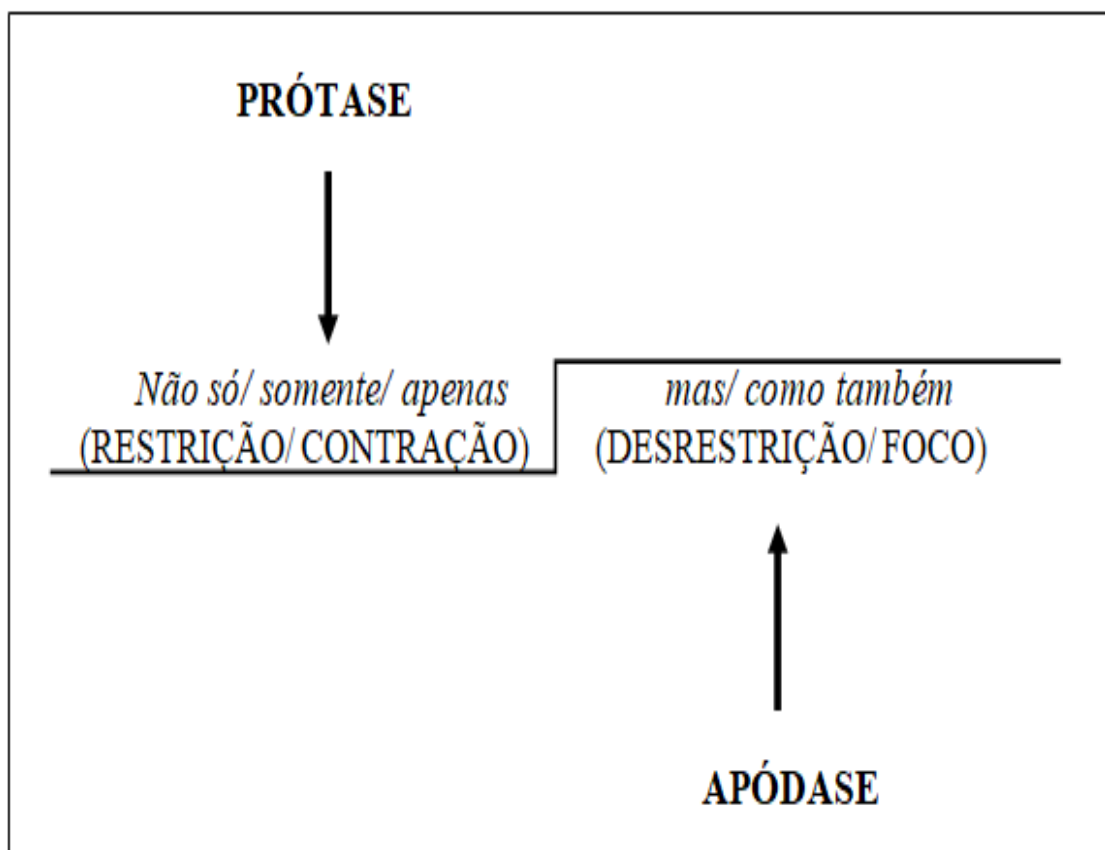 PRÓTASE
Não só/ somente/ apenas
(RESTRIÇÃO/ CONTRAÇÃO)
mas/ como também
(DESRESTRIÇÃO/ FOCO)
APÓDASE